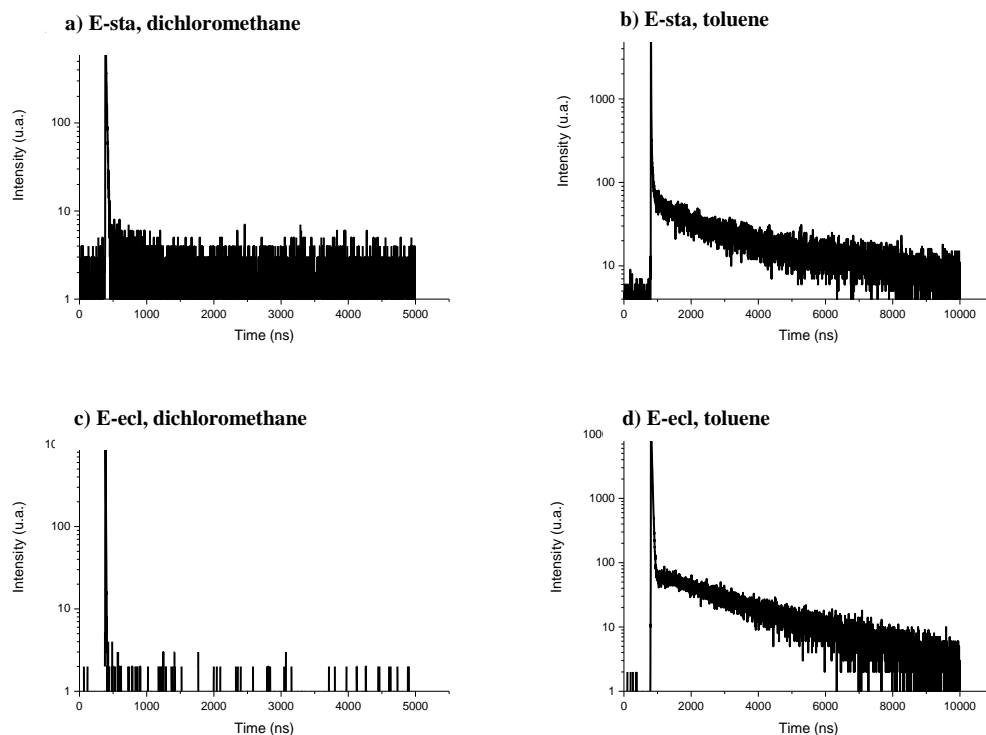 a) E-sta, dichloromethane
Intensity (u.a.)
100
10
1
0 1000 2000 3000 4000 5000
Time (ns)
b) E-sta, toluene
Intensity (u.a.)
1000
100
10
0 2000 4000 6000 8000 10000
Time (ns)
c) E-ecl, dichloromethane
Intensity (u.a.)
100
10
1
0 1000 2000 3000 4000 5000
Time (ns)
d) E-ecl, toluene
Intensity (u.a.)
1000
100
10
1
0 2000 4000 6000 8000 10000
Time (ns)